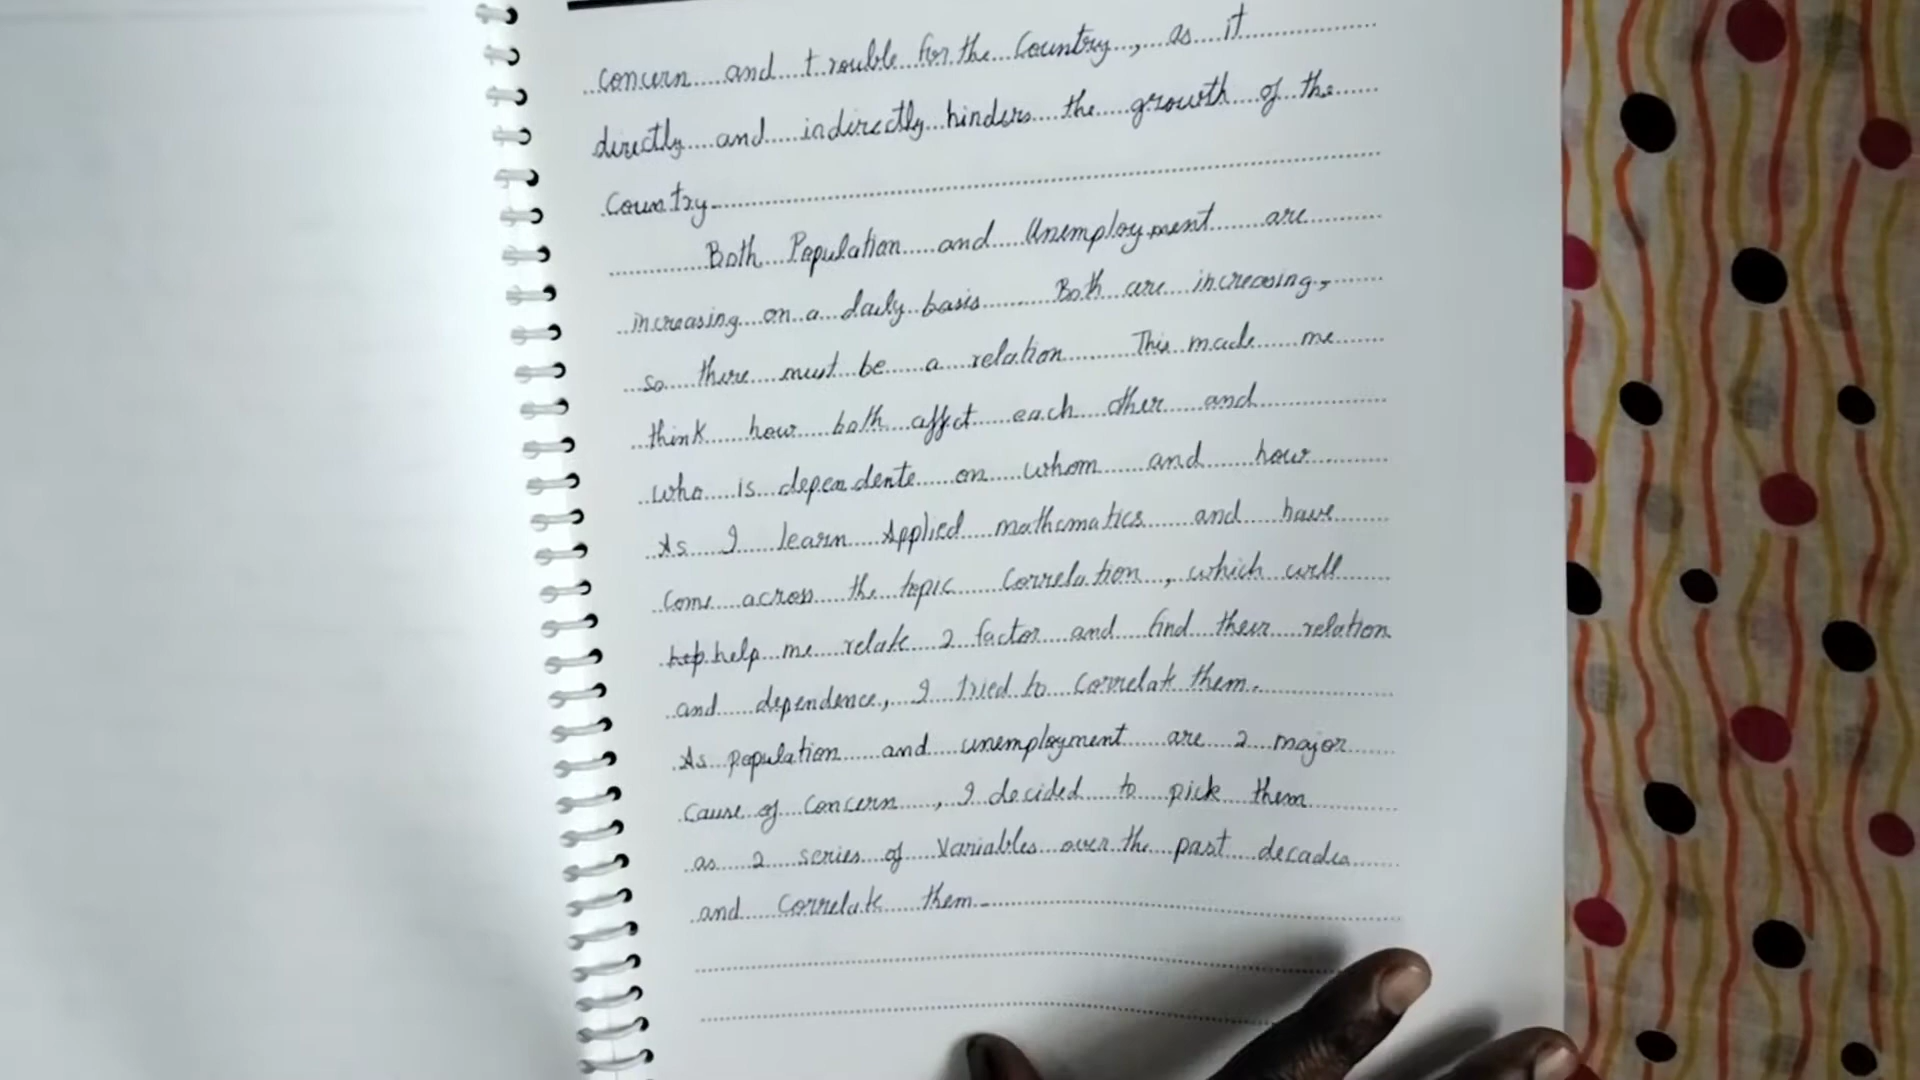 concern and trouble for the Country, as it
directly and indirectly hinders the growth of the
Country.
Both Population and Unemployment are
increasing on a daily basis Both are increasing,
so there must be a relation This made me
think how both affect each other and
who is dependente on whom and how
As I learn Applied mathematics and have
come across the topic Correlation, which will
hep help me relate 2 factor and find their relation
and dependence, I tried to Correlate them.
As population and unemployment are 2 major
cause of concern, I decided to pick them
as 2 series of Variables over the past decades
and Correlate them.